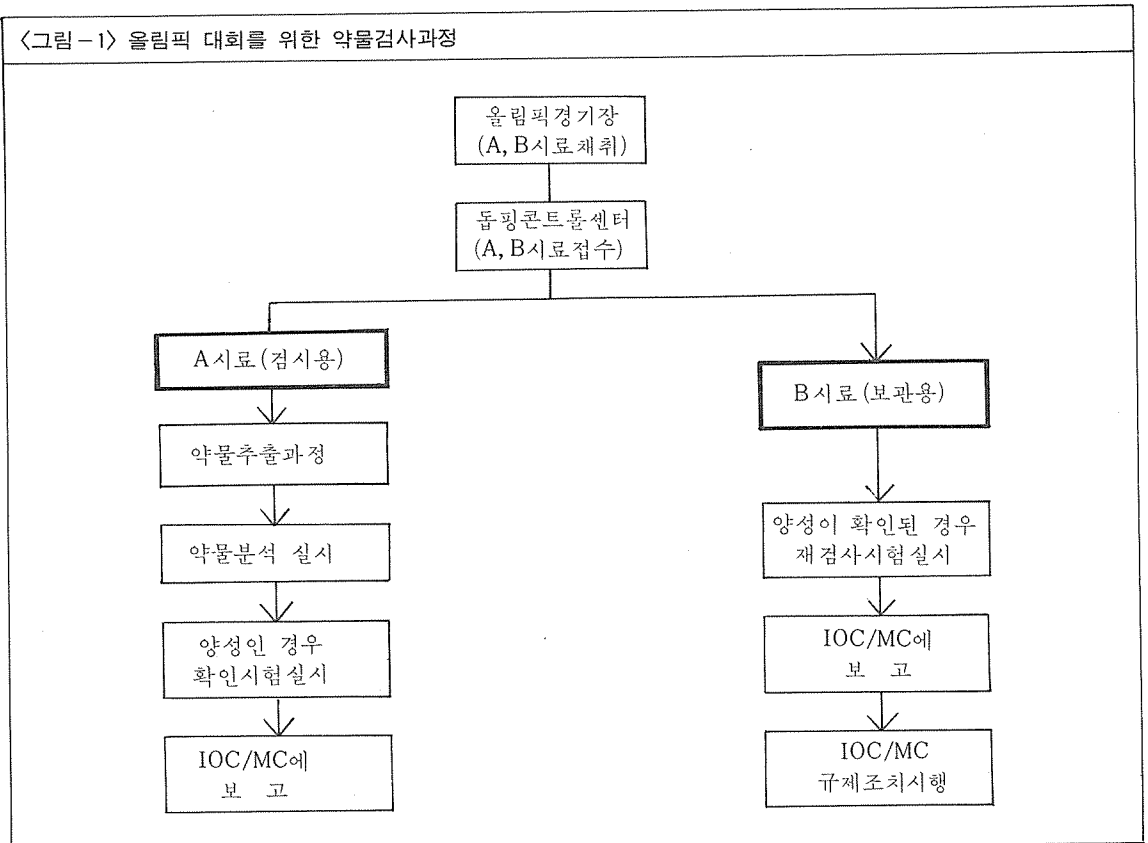 〈그림-1〉 올림픽 대회를 위한 약물검사과정
올림픽경기장
(A, B시료채취)
돕핑콘트롤쎈터
(A, B시료접수)
A시료(검시용)
약물추출과정
약물분석 실시
양성인 경우
확인시험실시
IOC/MC에
보 고
B시료(보관용)
양성이 확인된 경우
재검사시험실시
IOC/MC에
보 고
IOC/MC
규제조치시행